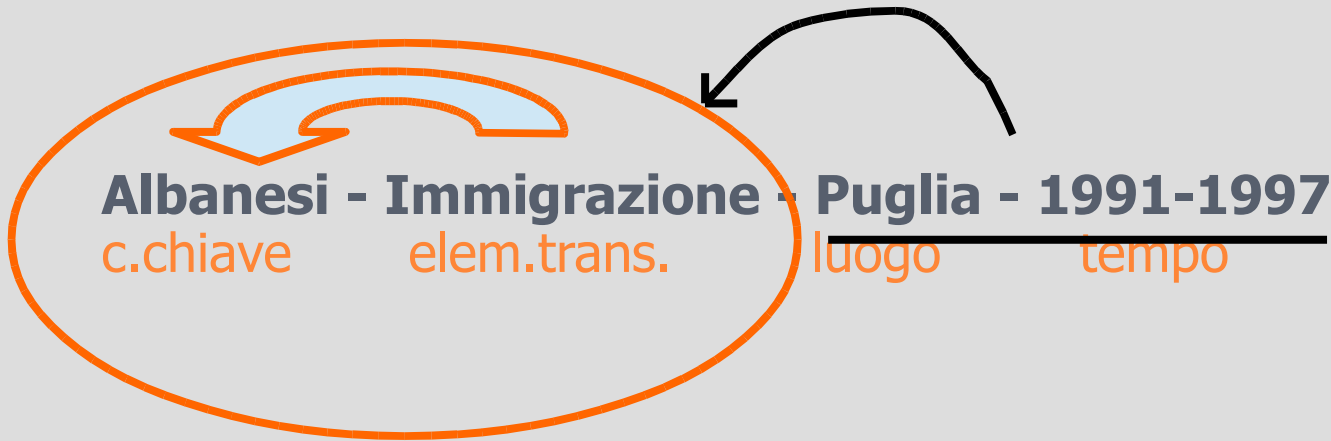 Albanesi - Immigrazione - Puglia - 1991-1997
c.chiave elem.trans. luogo tempo